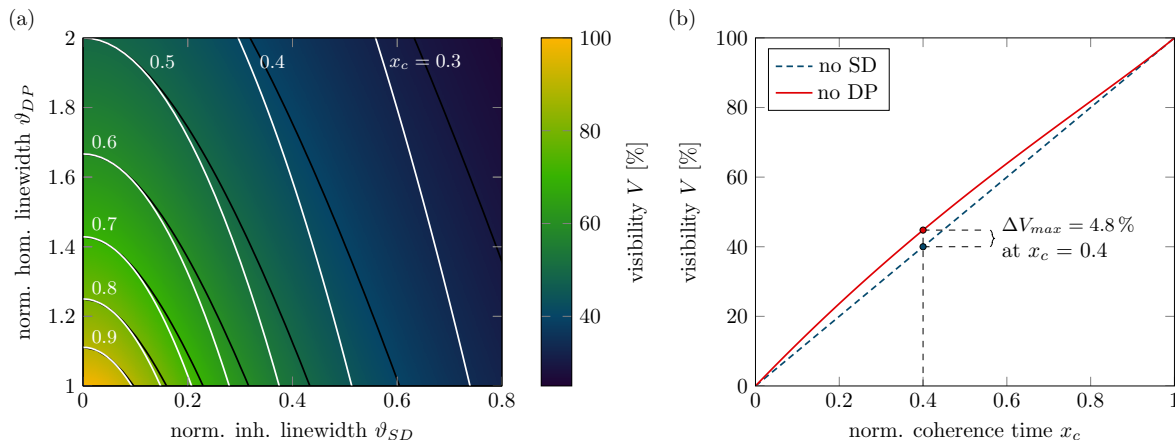 (a)
norm. hom. linewidth ϑ_DP
2
1.8
1.6
1.4
1.2
1
0
0.2
0.4
0.6
0.8
norm. inh. linewidth ϑ_SD
0.5
0.4
x_c = 0.3
0.6
0.7
0.8
0.9
100
80
60
40
visibility V [%]
(b)
visibility V [%]
100
80
60
40
20
0
0
0.2
0.4
0.6
0.8
1
norm. coherence time x_c
no SD
no DP
ΔV_max = 4.8 %
at x_c = 0.4